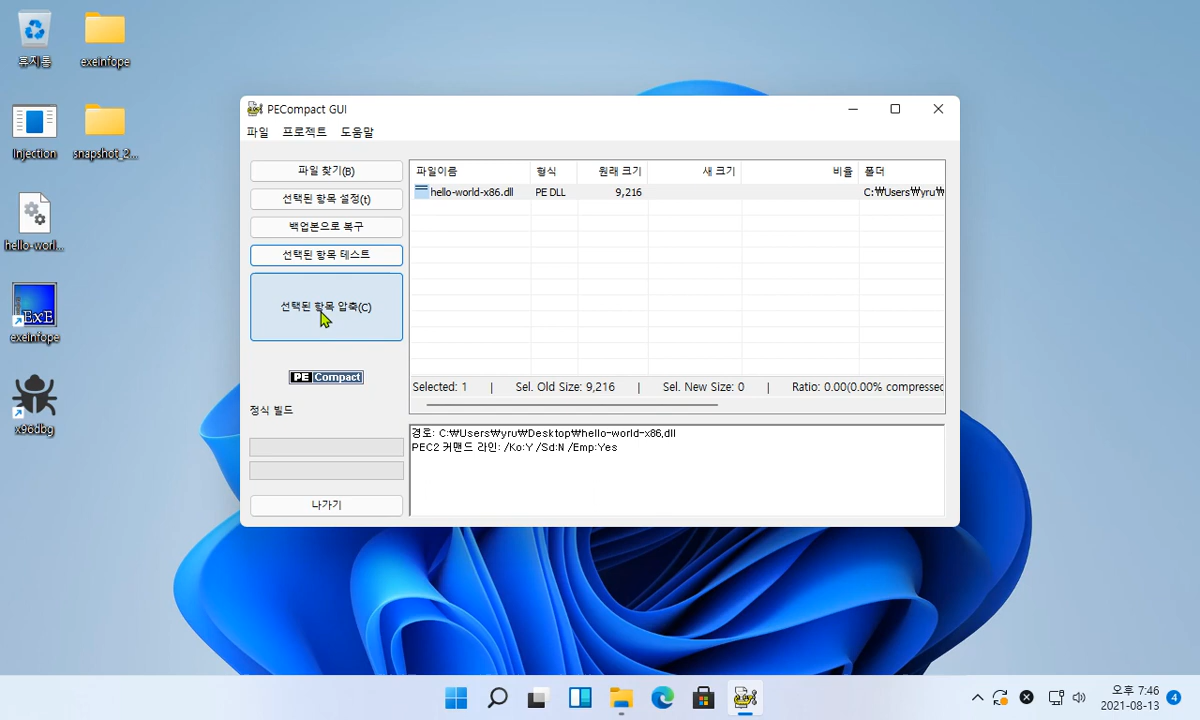 휴지통
exeinfope
Injection
snapshot_2...
hello-worl...
exeinfope
x96dbg
PECompact GUI
파일 프로젝트 도움말
파일 찾기(B)
선택된 항목 설정(t)
백업본으로 복구
선택된 항목 테스트
선택된 항목 압축(C)
PE Compact
정식 빌드
나가기
파일이름 형식 원래 크기 새 크기 비율 폴더
hello-world-x86.dll PE DLL 9,216 C:₩Users₩yru₩
Selected: 1 | Sel. Old Size: 9,216 | Sel. New Size: 0 | Ratio: 0.00(0.00% compressed
경로: C:₩Users₩yru₩Desktop₩hello-world-x86.dll
PEC2 커맨드 라인: /Ko:Y /Sd:N /Emp:Yes
오후 7:46
2021-08-13
4